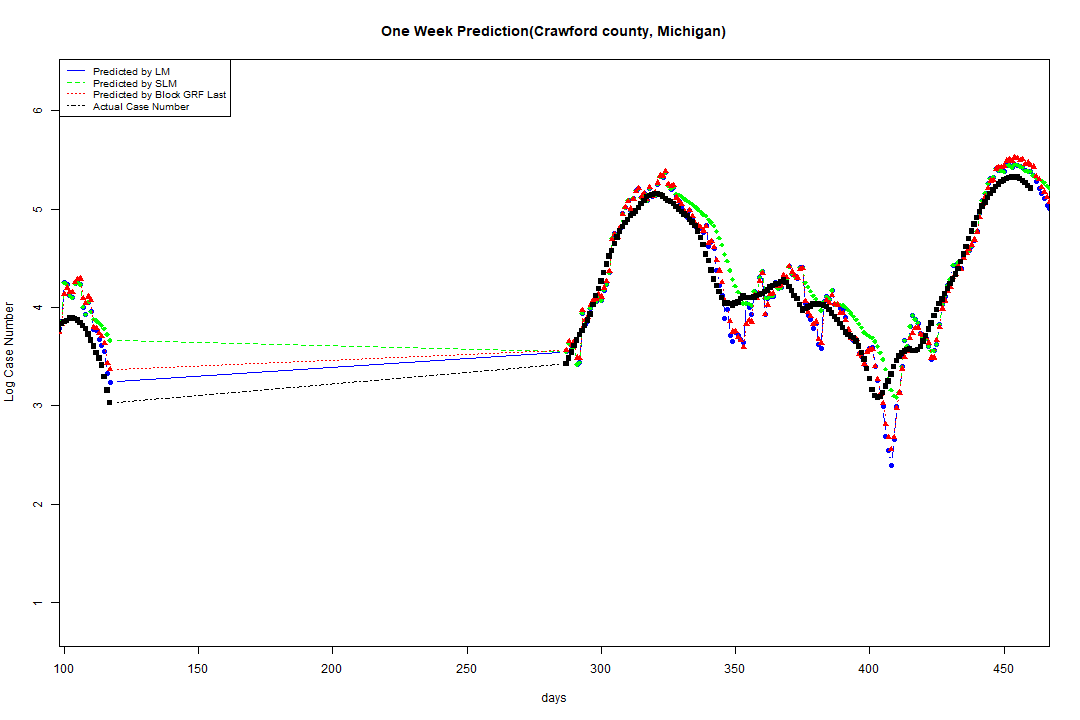 One Week Prediction(Crawford county, Michigan)
Predicted by LM
Predicted by SLM
Predicted by Block GRF Last
Actual Case Number
Log Case Number
6
5
4
3
2
1
100 150 200 250 300 350 400 450
days